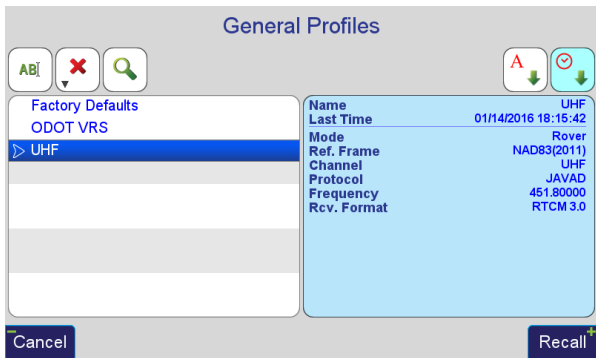 General Profiles
AB
A
Factory Defaults
ODOT VRS
UHF
Name UHF
Last Time 01/14/2016 18:15:42
Mode Rover
Ref. Frame NAD83(2011)
Channel UHF
Protocol JAVAD
Frequency 451.80000
Rcv. Format RTCM 3.0
Cancel
Recall